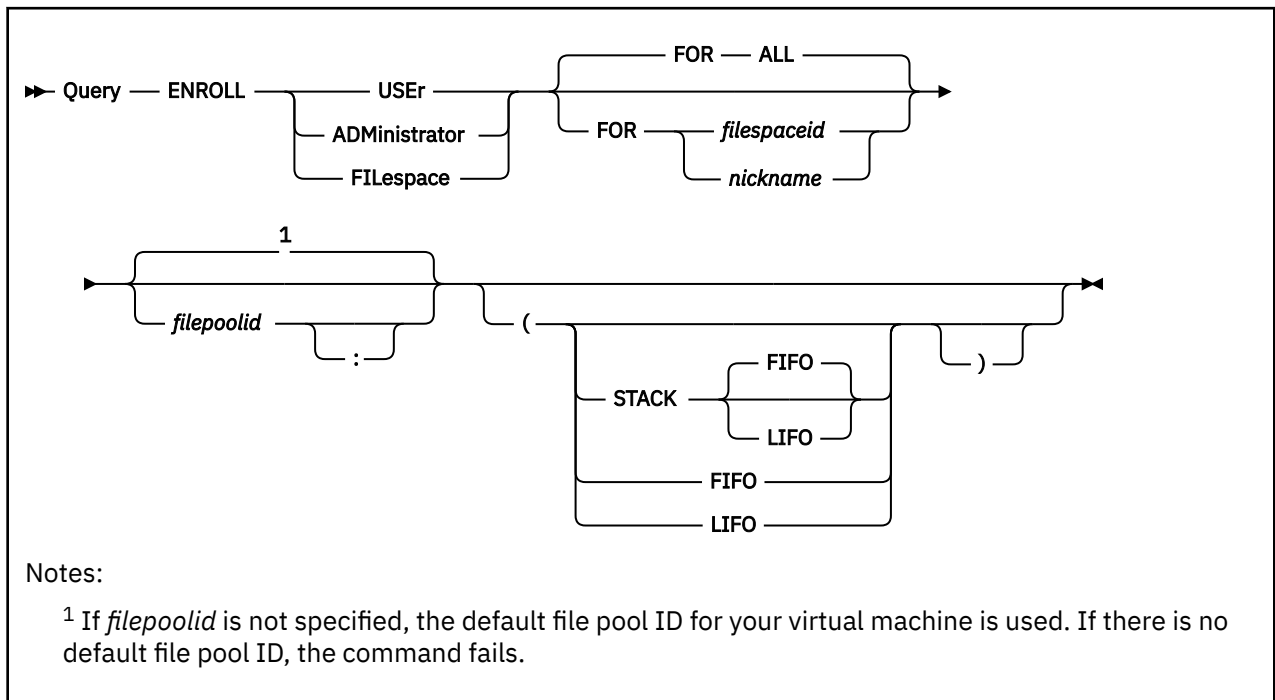 FOR ALL
Query ENROLL USEr
ADMinistrator
FILespace
FOR filespaceid
nickname
1
filepoolid :
( )
STACK FIFO
LIFO
FIFO
LIFO
Notes:
1 If filepoolid is not specified, the default file pool ID for your virtual machine is used. If there is no
default file pool ID, the command fails.